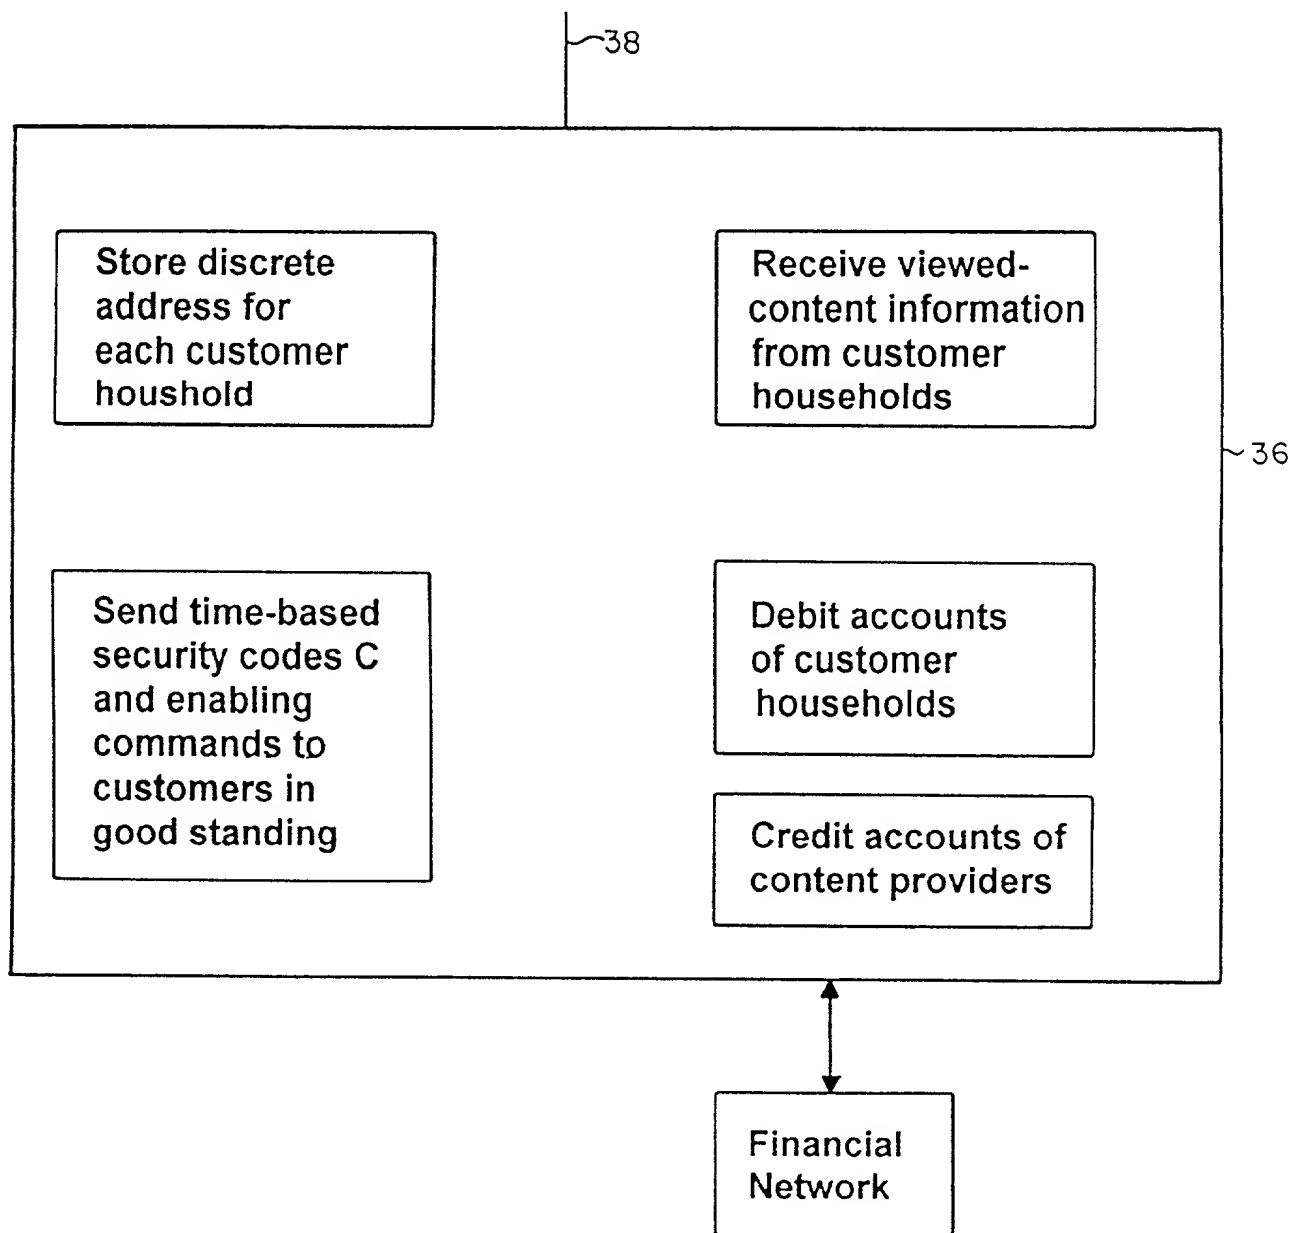 38
Store discrete
address for
each customer
houshold
Receive viewed-
content information
from customer
households
36
Send time-based
security codes C
and enabling
commands to
customers in
good standing
Debit accounts
of customer
households
Credit accounts of
content providers
Financial
Network